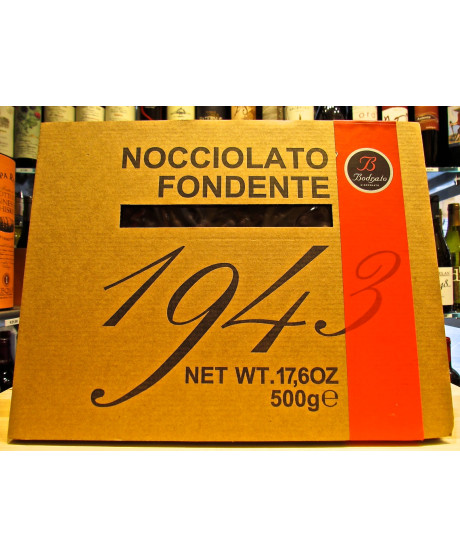 NOCCIOLATO
FONDENTE
B
Bodrato
1943
NET WT.17,6OZ
500g℮